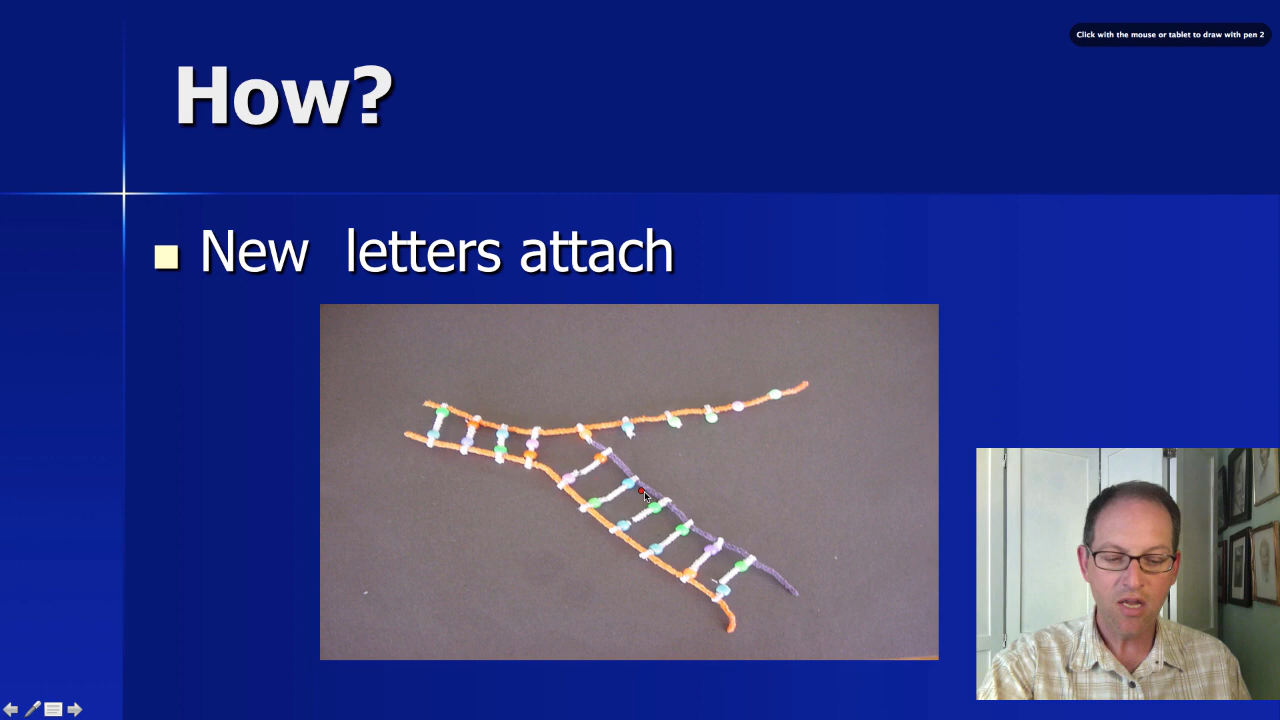 Click with the mouse or tablet to draw with pen 2
How?
New letters attach